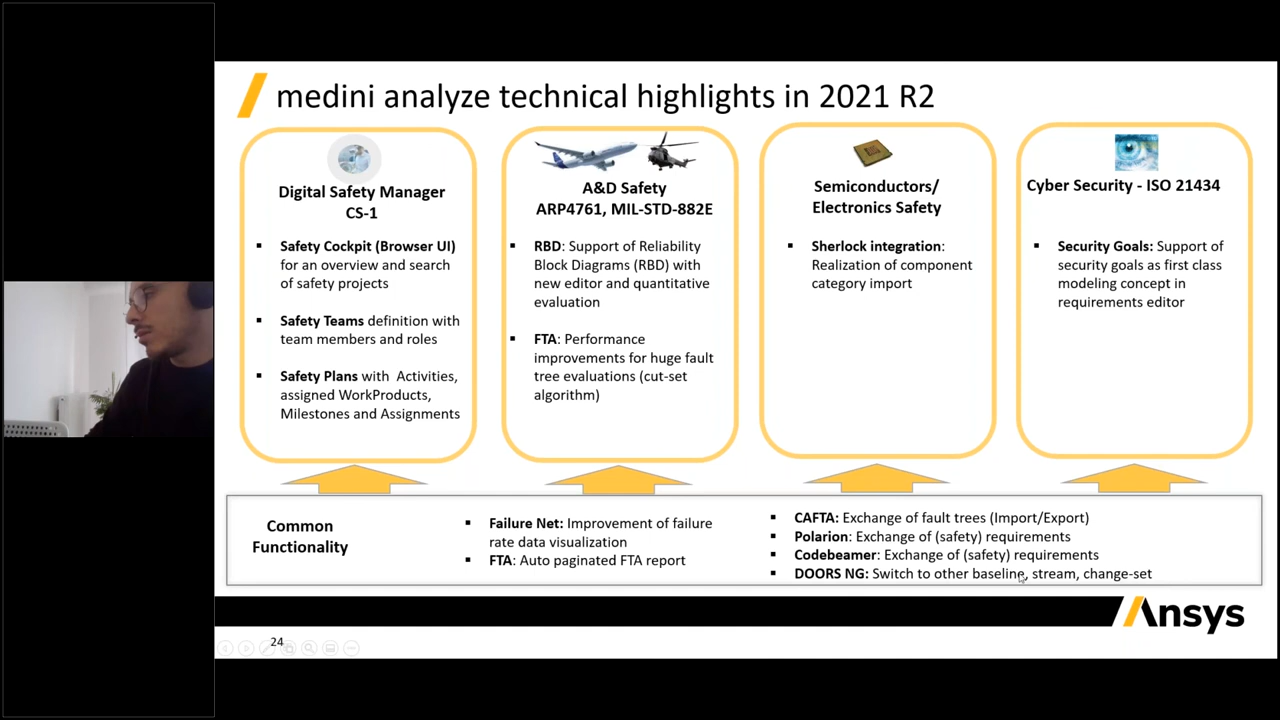 medini analyze technical highlights in 2021 R2
Digital Safety Manager
CS-1
▪ Safety Cockpit (Browser UI)
for an overview and search
of safety projects
▪ Safety Teams definition with
team members and roles
▪ Safety Plans with Activities,
assigned WorkProducts,
Milestones and Assignments
A&D Safety
ARP4761, MIL-STD-882E
▪ RBD: Support of Reliability
Block Diagrams (RBD) with
new editor and quantitative
evaluation
▪ FTA: Performance
improvements for huge fault
tree evaluations (cut-set
algorithm)
Semiconductors/
Electronics Safety
▪ Sherlock integration:
Realization of component
category import
Cyber Security - ISO 21434
▪ Security Goals: Support of
security goals as first class
modeling concept in
requirements editor
Common
Functionality
▪ Failure Net: Improvement of failure
rate data visualization
▪ FTA: Auto paginated FTA report
▪ CAFTA: Exchange of fault trees (Import/Export)
▪ Polarion: Exchange of (safety) requirements
▪ Codebeamer: Exchange of (safety) requirements
▪ DOORS NG: Switch to other baseline, stream, change-set
Ansys
24